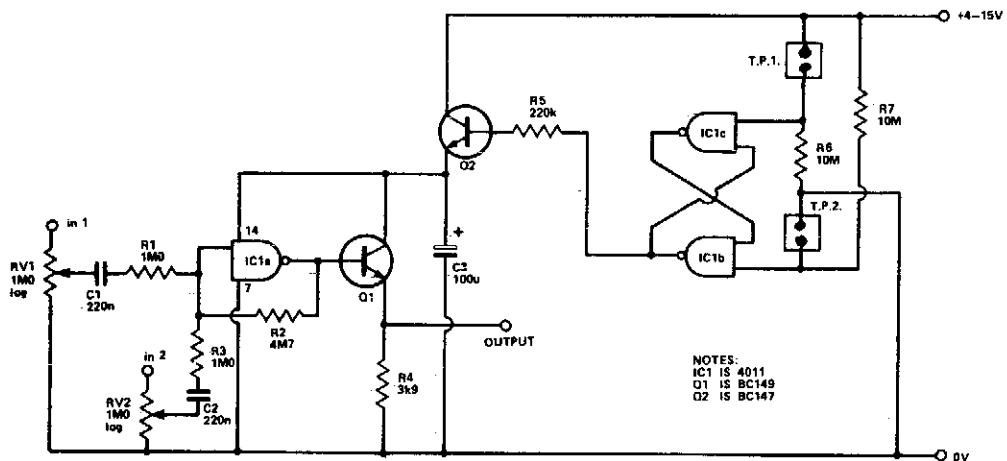 +4–15V
T.P.1.
R7
10M
R5
220k
IC1c
R6
10M
Q2
T.P.2.
in 1
14
R1
1M0
IC1a
+
RV1
1M0
log
C1
220n
7
Q1
C3
100u
IC1b
R2
4M7
OUTPUT
R3
1M0
in 2
R4
3k9
NOTES:
IC1 IS 4011
Q1 IS BC149
Q2 IS BC147
RV2
1M0
log
C2
220n
0V